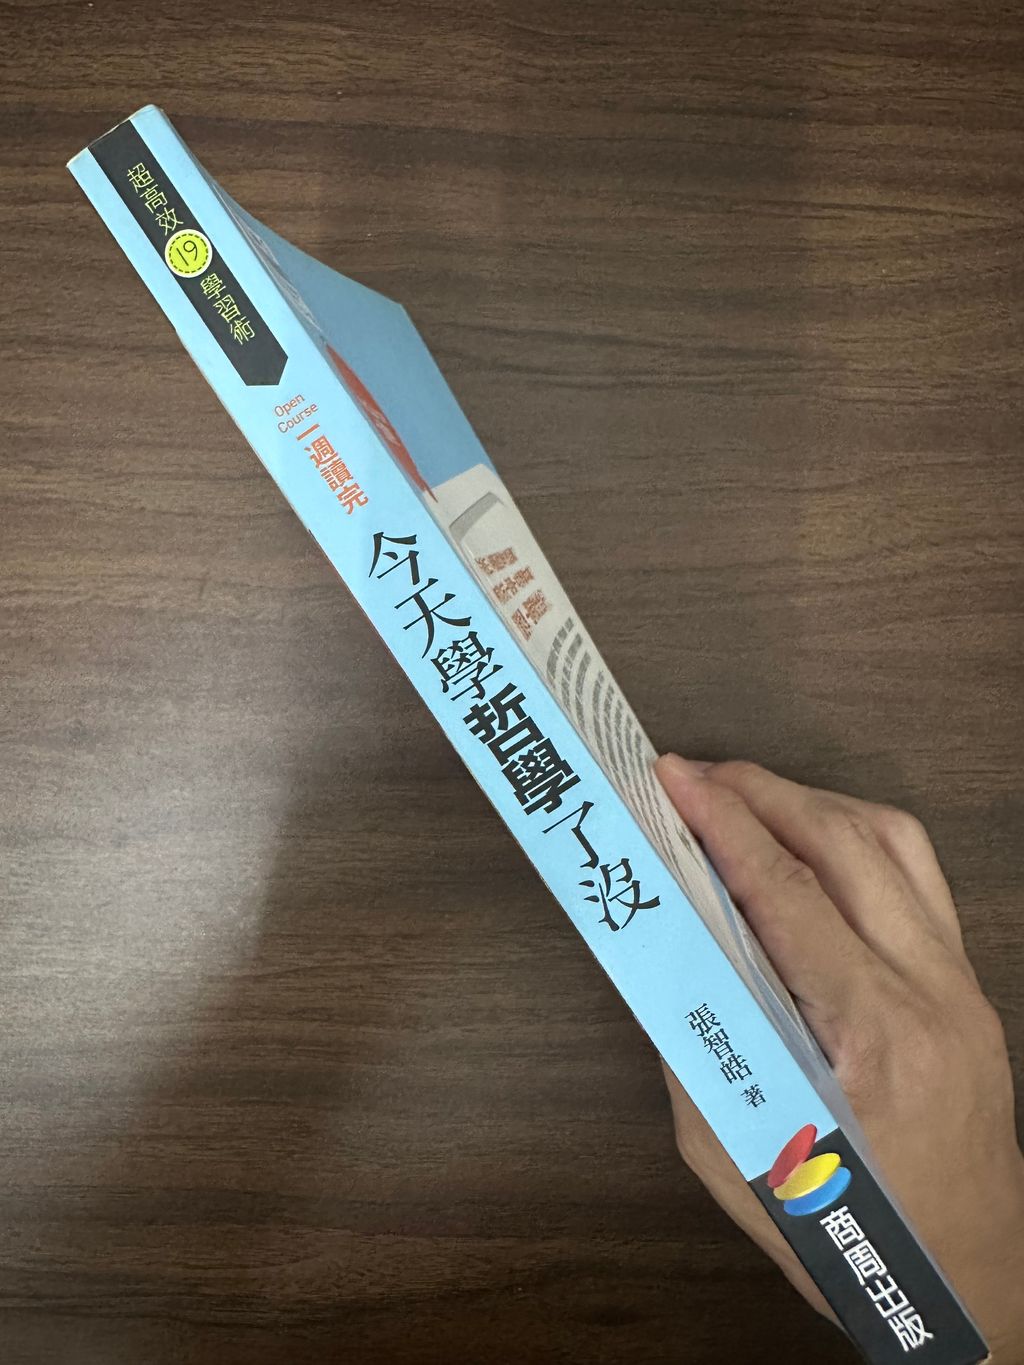 超高效
19
學習術
Open
Course
一週讀完
今天學哲學了沒
張智皓 著
商周出版